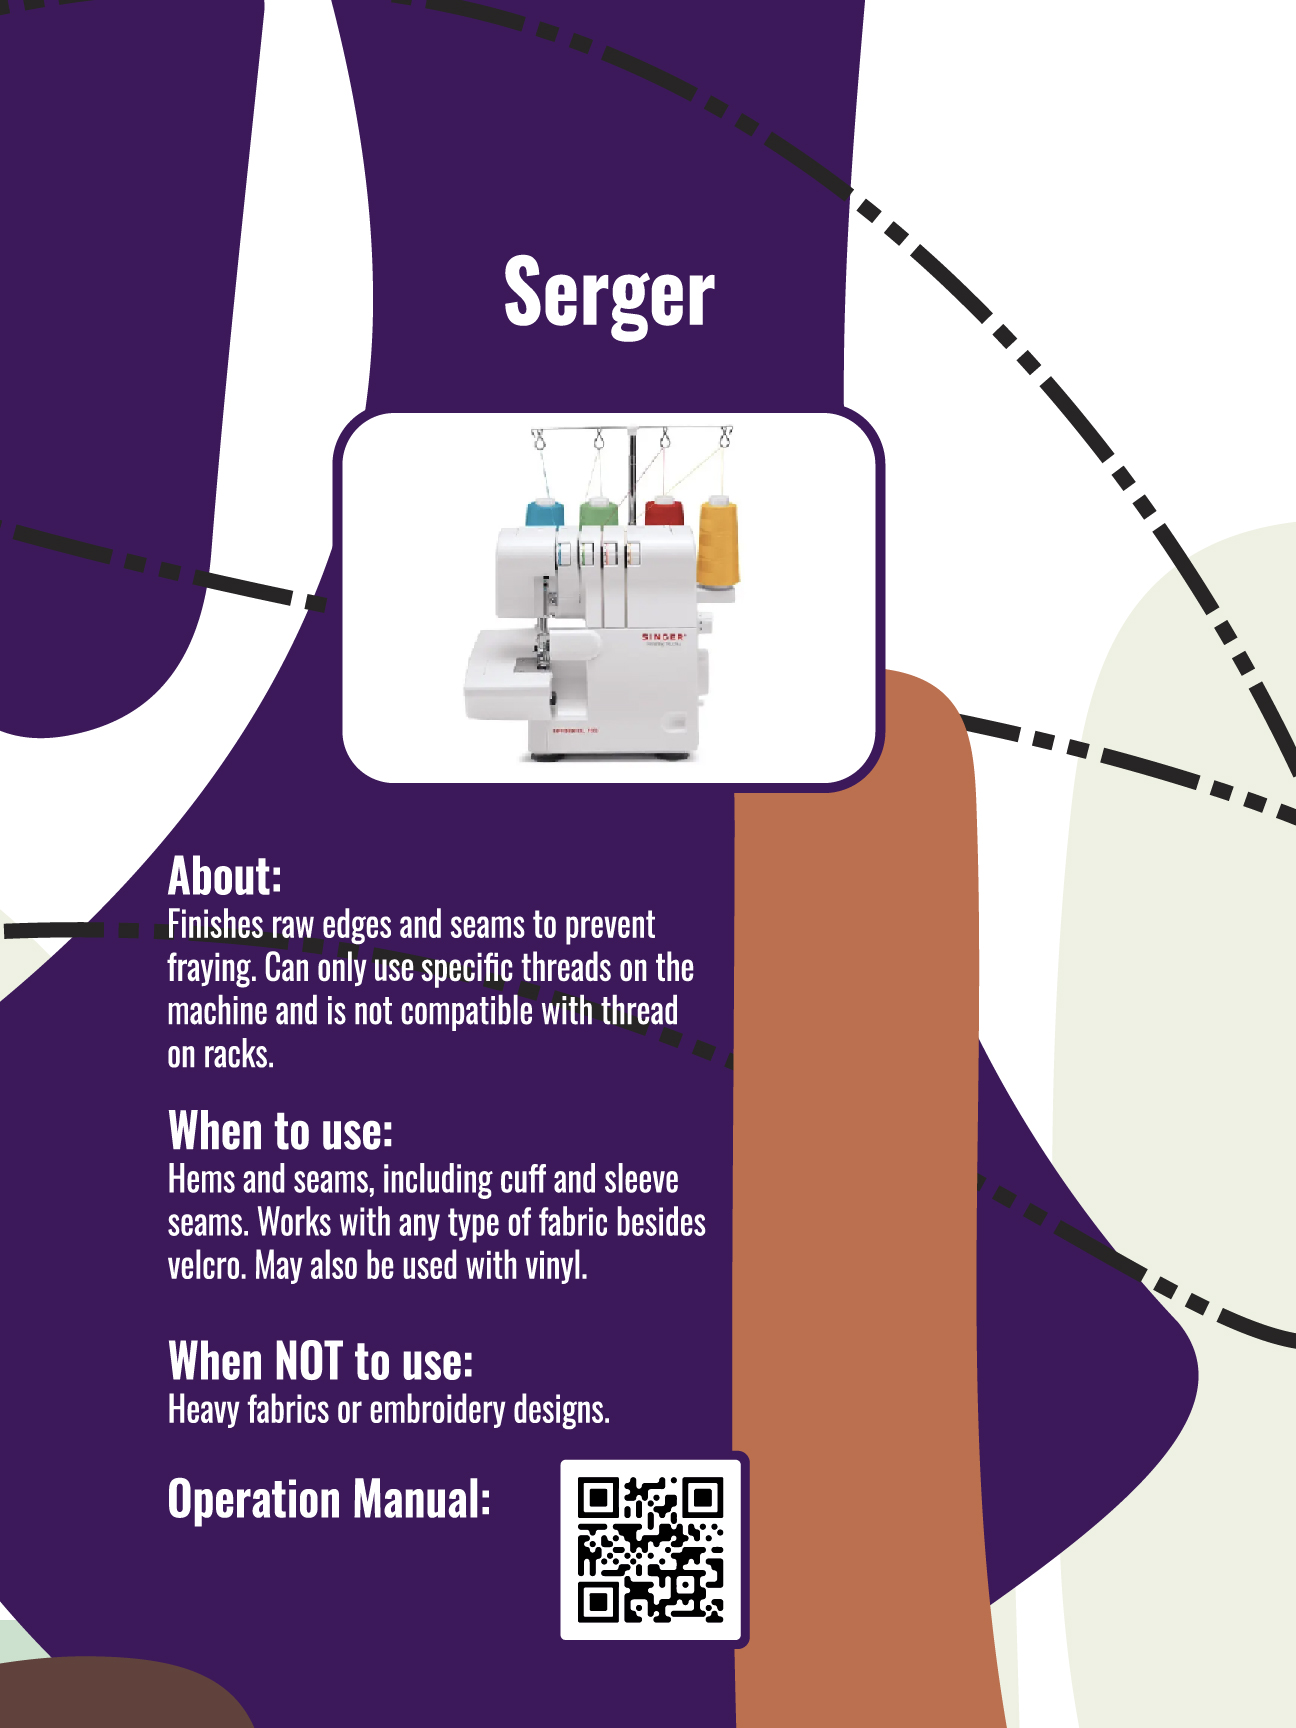 Serger
SINGER
About:
Finishes raw edges and seams to prevent
fraying. Can only use specific threads on the
machine and is not compatible with thread
on racks.
When to use:
Hems and seams, including cuff and sleeve
seams. Works with any type of fabric besides
velcro. May also be used with vinyl.
When NOT to use:
Heavy fabrics or embroidery designs.
Operation Manual: